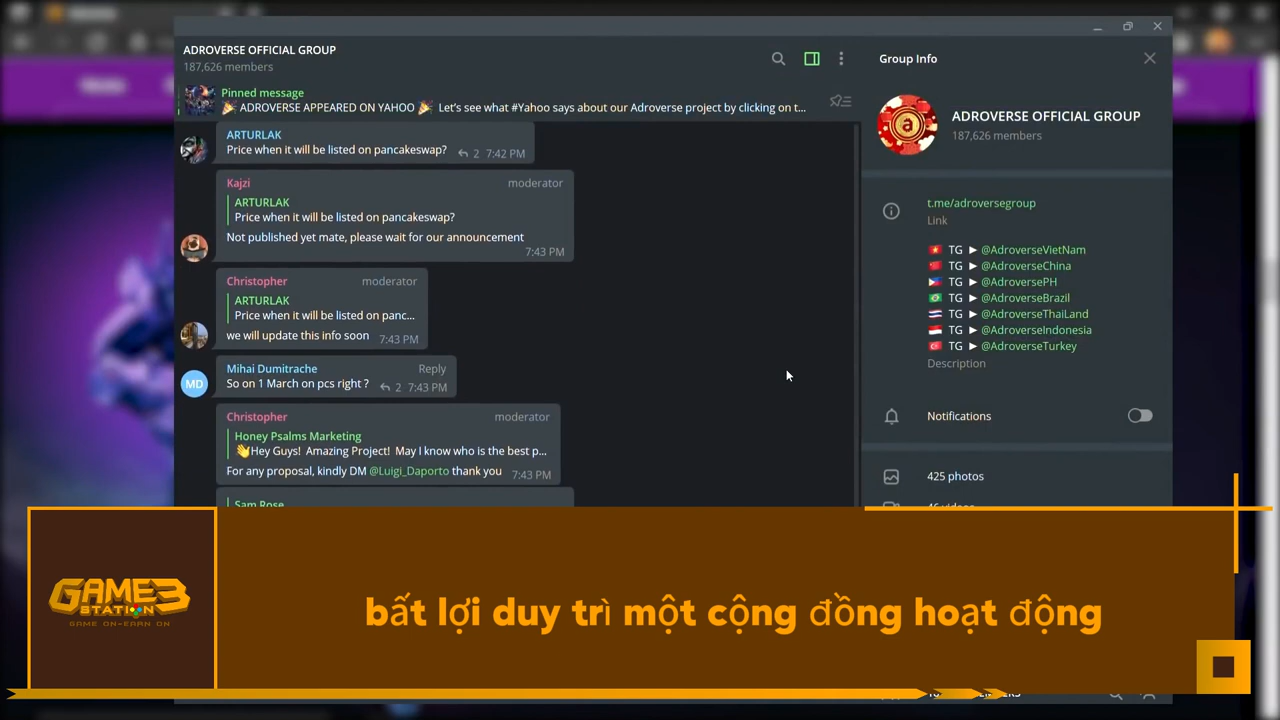 ADROVERSE OFFICIAL GROUP
187,626 members
Pinned message
🎉 ADROVERSE APPEARED ON YAHOO 🎉 Let's see what #Yahoo says about our Adroverse project by clicking on t...
ARTURLAK
Price when it will be listed on pancakeswap? 2 7:42 PM
Kajzi moderator
ARTURLAK
Price when it will be listed on pancakeswap?
Not published yet mate, please wait for our announcement
7:43 PM
Christopher moderator
ARTURLAK
Price when it will be listed on panc...
we will update this info soon 7:43 PM
Mihai Dumitrache Reply
MD
So on 1 March on pcs right ? 2 7:43 PM
Christopher moderator
Honey Psalms Marketing
👋Hey Guys! Amazing Project! May I know who is the best p...
For any proposal, kindly DM @Luigi_Daporto thank you 7:43 PM
Sam Rose
Group Info
ADROVERSE OFFICIAL GROUP
187,626 members
t.me/adroversegroup
Link
🇻🇳 TG ► @AdroverseVietNam
🇨🇳 TG ► @AdroverseChina
🇵🇭 TG ► @AdroversePH
🇧🇷 TG ► @AdroverseBrazil
🇹🇭 TG ► @AdroverseThaiLand
🇮🇩 TG ► @AdroverseIndonesia
🇹🇷 TG ► @AdroverseTurkey
Description
Notifications
425 photos
GAME3
STATION
GAME ON-EARN ON
bất lợi duy trì một cộng đồng hoạt động